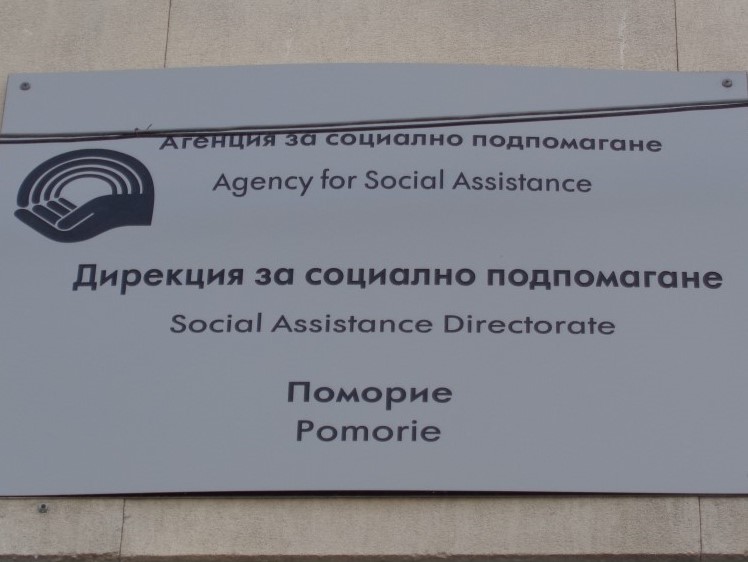 Агенция за социално подпомагане
Agency for Social Assistance
Дирекция за социално подпомагане
Social Assistance Directorate
Поморие
Pomorie